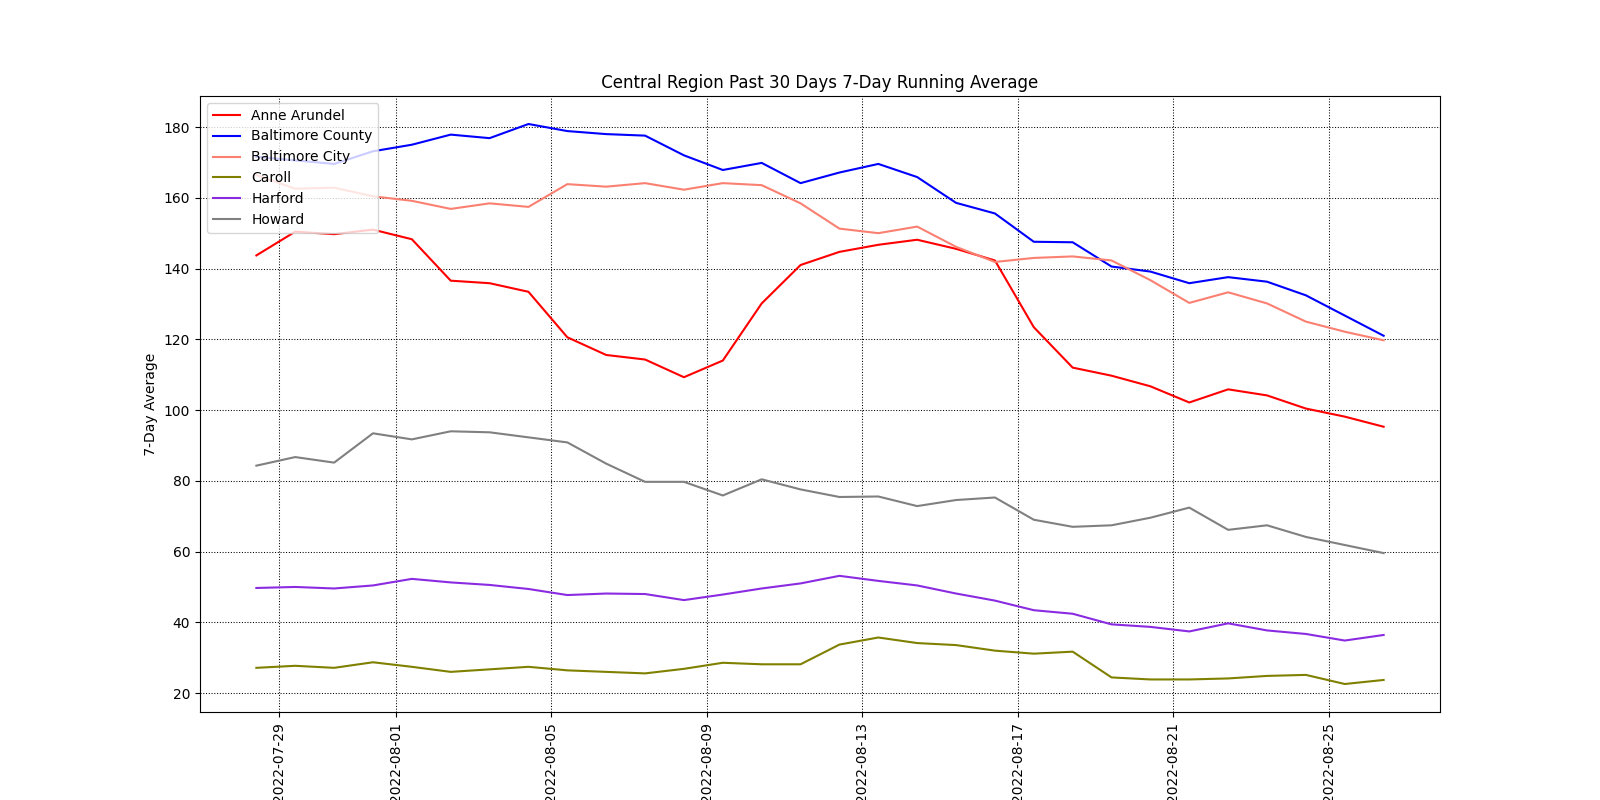 Central Region Past 30 Days 7-Day Running Average
Anne Arundel
Baltimore County
Baltimore City
Caroll
Harford
Howard
7-Day Average
180
160
140
120
100
80
60
40
20
2022-07-29
2022-08-01
2022-08-05
2022-08-09
2022-08-13
2022-08-17
2022-08-21
2022-08-25